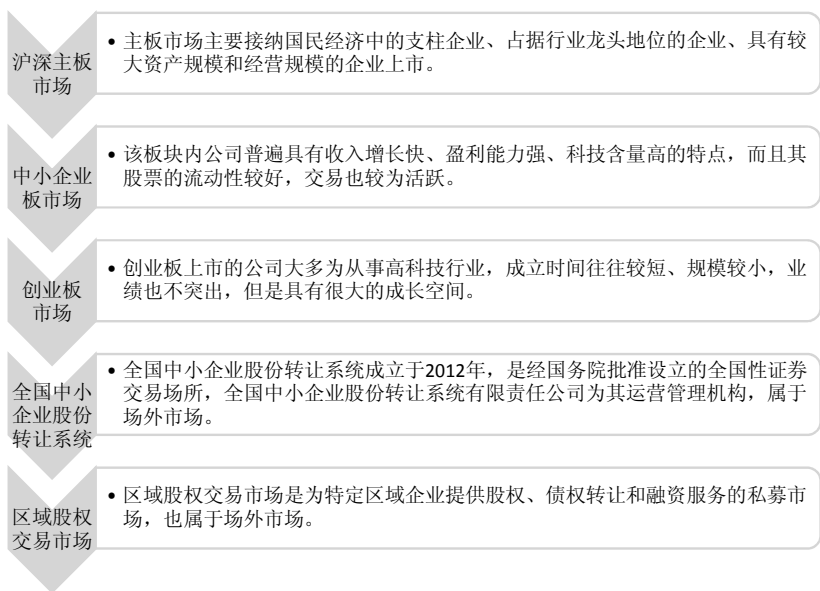 沪深主板
市场
• 主板市场主要接纳国民经济中的支柱企业、占据行业龙头地位的企业、具有较
大资产规模和经营规模的企业上市。
中小企业
板市场
• 该板块内公司普遍具有收入增长快、盈利能力强、科技含量高的特点，而且其
股票的流动性较好，交易也较为活跃。
创业板
市场
• 创业板上市的公司大多为从事高科技行业，成立时间往往较短、规模较小，业
绩也不突出，但是具有很大的成长空间。
全国中小
企业股份
转让系统
• 全国中小企业股份转让系统成立于2012年，是经国务院批准设立的全国性证券
交易场所，全国中小企业股份转让系统有限责任公司为其运营管理机构，属于
场外市场。
区域股权
交易市场
• 区域股权交易市场是为特定区域企业提供股权、债权转让和融资服务的私募市
场，也属于场外市场。